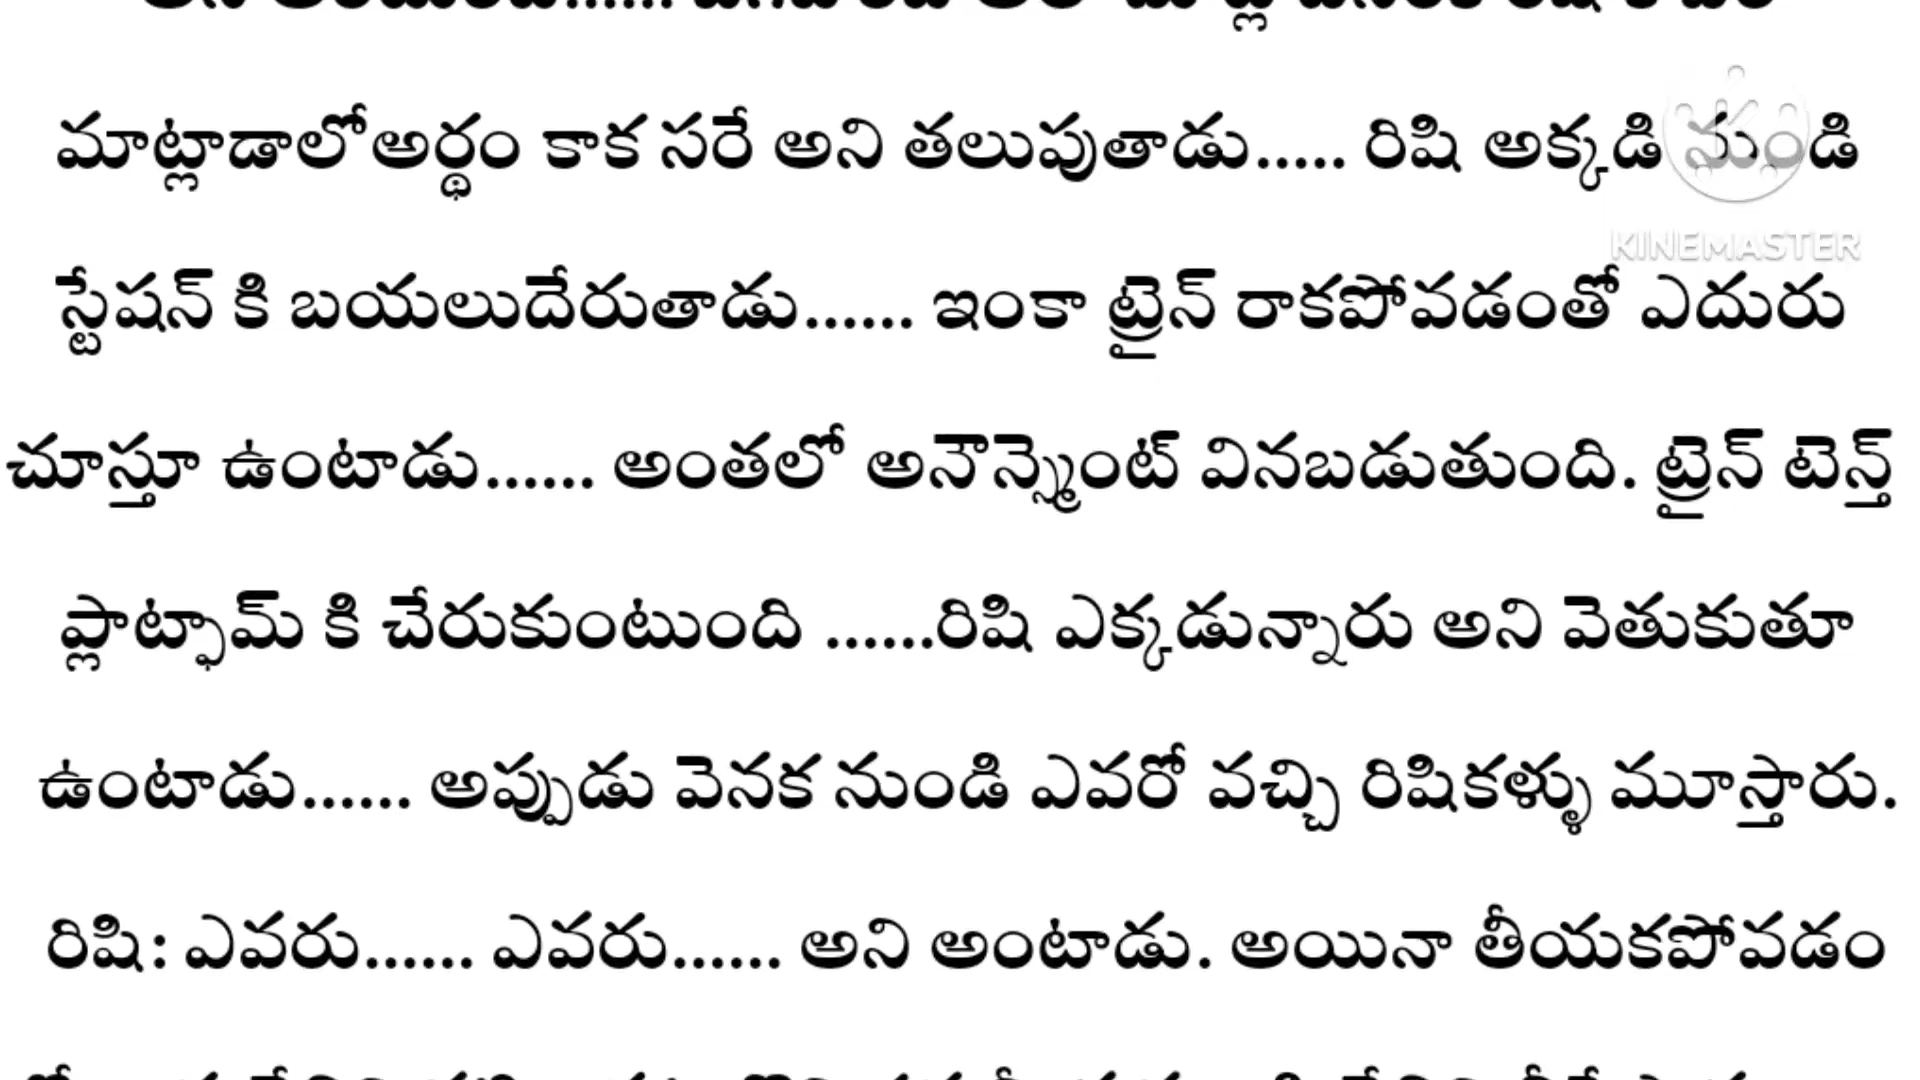 మాట్లాడాలోఅర్థం కాక సరే అని తలుపుతాడు..... రిషి అక్కడి నుండి
KINEMASTER
స్టేషన్ కి బయలుదేరుతాడు...... ఇంకా ట్రైన్ రాకపోవడంతో ఎదురు
చూస్తూ ఉంటాడు...... అంతలో అనౌన్స్మెంట్ వినబడుతుంది. ట్రైన్ టెన్త్
ప్లాట్ఫామ్ కి చేరుకుంటుంది ......రిషి ఎక్కడున్నారు అని వెతుకుతూ
ఉంటాడు...... అప్పుడు వెనక నుండి ఎవరో వచ్చి రిషికళ్ళు మూస్తారు.
రిషి: ఎవరు...... ఎవరు...... అని అంటాడు. అయినా తీయకపోవడం